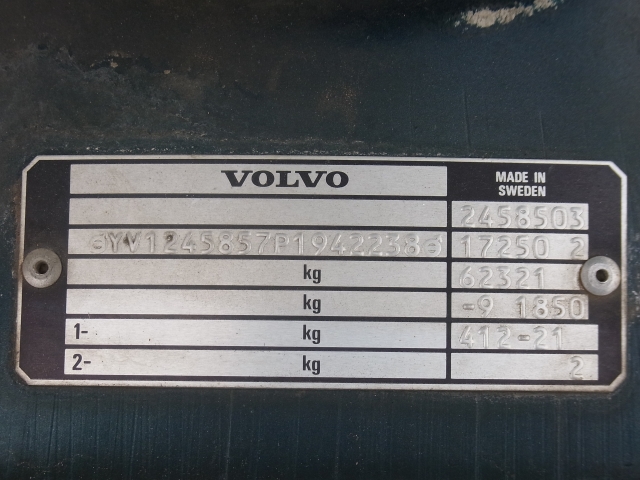 VOLVO
MADE IN
SWEDEN
2458503
YV1245857P1942238
17250 2
kg
62321
kg
-9 1850
1- kg
412-21
2- kg
2